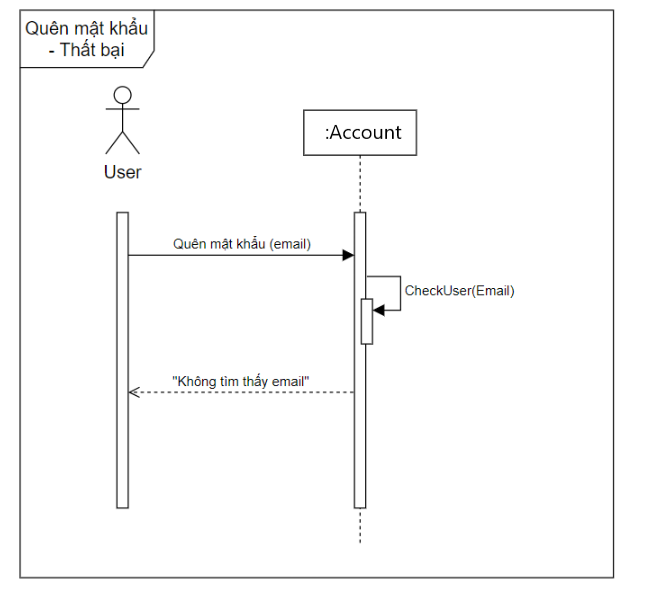 Quên mật khẩu
- Thất bại
User
:Account
Quên mật khẩu (email)
CheckUser(Email)
"Không tìm thấy email"